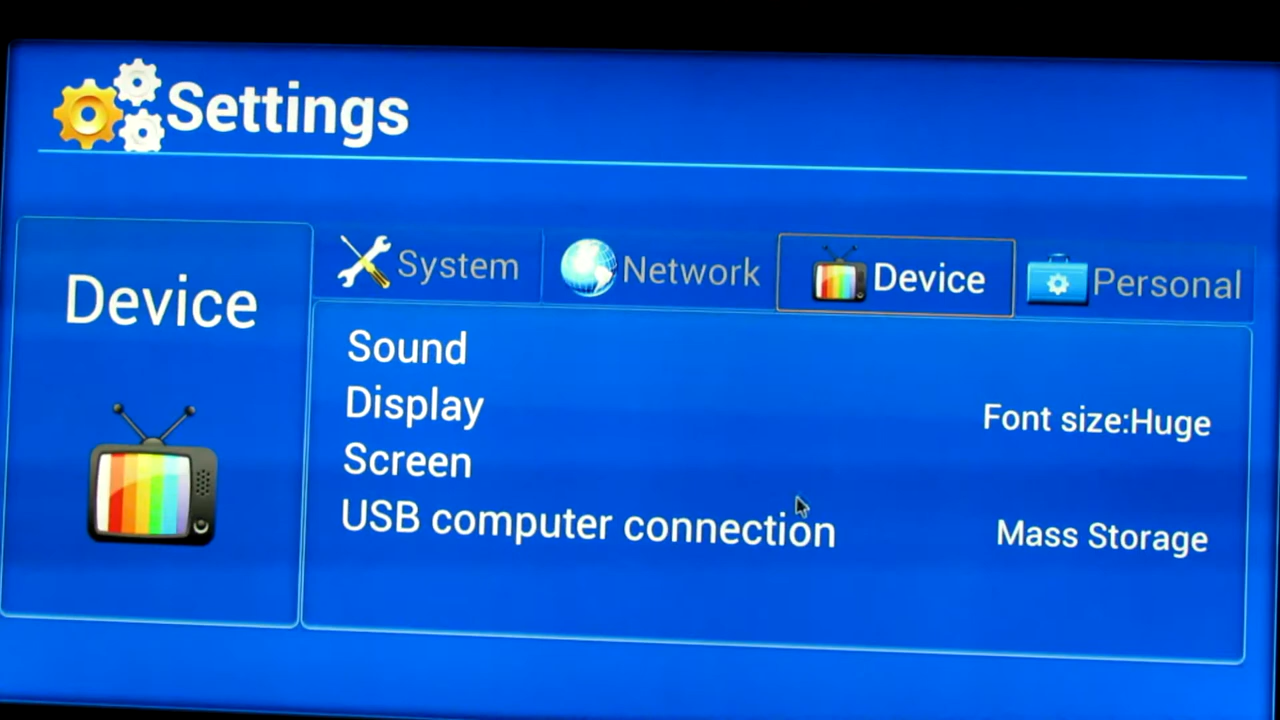 Settings
Device
System
Network
Device
Personal
Sound
Display
Font size:Huge
Screen
USB computer connection
Mass Storage